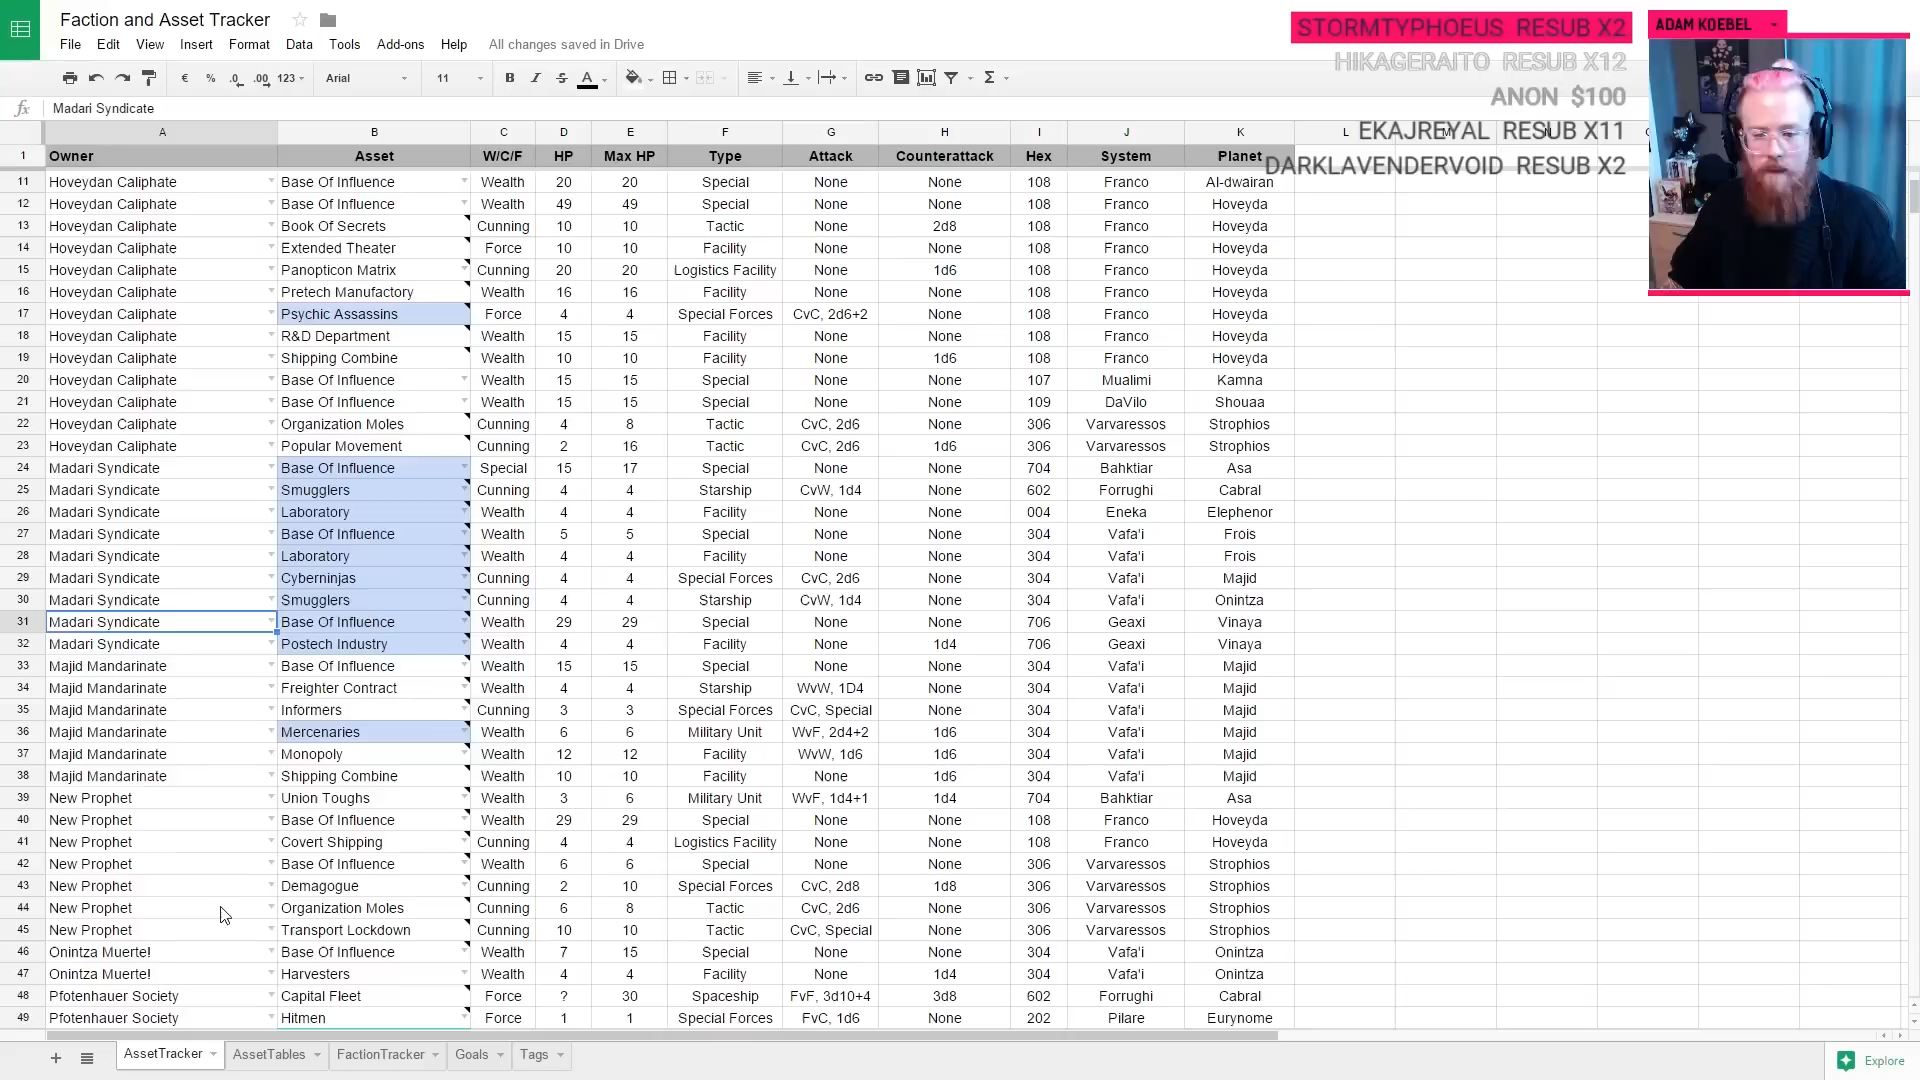 Faction and Asset Tracker
File Edit View Insert Format Data Tools Add-ons Help All changes saved in Drive
€ % .0 .00 123 Arial 11 B I S A Σ
fx Madari Syndicate
A B C D E F G H I J K L
1 Owner Asset W/C/F HP Max HP Type Attack Counterattack Hex System Planet
11 Hoveydan Caliphate Base Of Influence Wealth 20 20 Special None None 108 Franco Al-dwairan
12 Hoveydan Caliphate Base Of Influence Wealth 49 49 Special None None 108 Franco Hoveyda
13 Hoveydan Caliphate Book Of Secrets Cunning 10 10 Tactic None 2d8 108 Franco Hoveyda
14 Hoveydan Caliphate Extended Theater Force 10 10 Facility None None 108 Franco Hoveyda
15 Hoveydan Caliphate Panopticon Matrix Cunning 20 20 Logistics Facility None 1d6 108 Franco Hoveyda
16 Hoveydan Caliphate Pretech Manufactory Wealth 16 16 Facility None None 108 Franco Hoveyda
17 Hoveydan Caliphate Psychic Assassins Force 4 4 Special Forces CvC, 2d6+2 None 108 Franco Hoveyda
18 Hoveydan Caliphate R&D Department Wealth 15 15 Facility None None 108 Franco Hoveyda
19 Hoveydan Caliphate Shipping Combine Wealth 10 10 Facility None 1d6 108 Franco Hoveyda
20 Hoveydan Caliphate Base Of Influence Wealth 15 15 Special None None 107 Mualimi Kamna
21 Hoveydan Caliphate Base Of Influence Wealth 15 15 Special None None 109 DaVilo Shouaa
22 Hoveydan Caliphate Organization Moles Cunning 4 8 Tactic CvC, 2d6 None 306 Varvaressos Strophios
23 Hoveydan Caliphate Popular Movement Cunning 2 16 Tactic CvC, 2d6 1d6 306 Varvaressos Strophios
24 Madari Syndicate Base Of Influence Special 15 17 Special None None 704 Bahktiar Asa
25 Madari Syndicate Smugglers Cunning 4 4 Starship CvW, 1d4 None 602 Forrughi Cabral
26 Madari Syndicate Laboratory Wealth 4 4 Facility None None 004 Eneka Elephenor
27 Madari Syndicate Base Of Influence Wealth 5 5 Special None None 304 Vafa'i Frois
28 Madari Syndicate Laboratory Wealth 4 4 Facility None None 304 Vafa'i Frois
29 Madari Syndicate Cyberninjas Cunning 4 4 Special Forces CvC, 2d6 None 304 Vafa'i Majid
30 Madari Syndicate Smugglers Cunning 4 4 Starship CvW, 1d4 None 304 Vafa'i Onintza
31 Madari Syndicate Base Of Influence Wealth 29 29 Special None None 706 Geaxi Vinaya
32 Madari Syndicate Postech Industry Wealth 4 4 Facility None 1d4 706 Geaxi Vinaya
33 Majid Mandarinate Base Of Influence Wealth 15 15 Special None None 304 Vafa'i Majid
34 Majid Mandarinate Freighter Contract Wealth 4 4 Starship WvW, 1D4 None 304 Vafa'i Majid
35 Majid Mandarinate Informers Cunning 3 3 Special Forces CvC, Special None 304 Vafa'i Majid
36 Majid Mandarinate Mercenaries Wealth 6 6 Military Unit WvF, 2d4+2 1d6 304 Vafa'i Majid
37 Majid Mandarinate Monopoly Wealth 12 12 Facility WvW, 1d6 1d6 304 Vafa'i Majid
38 Majid Mandarinate Shipping Combine Wealth 10 10 Facility None 1d6 304 Vafa'i Majid
39 New Prophet Union Toughs Wealth 3 6 Military Unit WvF, 1d4+1 1d4 704 Bahktiar Asa
40 New Prophet Base Of Influence Wealth 29 29 Special None None 108 Franco Hoveyda
41 New Prophet Covert Shipping Cunning 4 4 Logistics Facility None None 108 Franco Hoveyda
42 New Prophet Base Of Influence Wealth 6 6 Special None None 306 Varvaressos Strophios
43 New Prophet Demagogue Cunning 2 10 Special Forces CvC, 2d8 1d8 306 Varvaressos Strophios
44 New Prophet Organization Moles Cunning 6 8 Tactic CvC, 2d6 None 306 Varvaressos Strophios
45 New Prophet Transport Lockdown Cunning 10 10 Tactic CvC, Special None 306 Varvaressos Strophios
46 Onintza Muerte! Base Of Influence Wealth 7 15 Special None None 304 Vafa'i Onintza
47 Onintza Muerte! Harvesters Wealth 4 4 Facility None 1d4 304 Vafa'i Onintza
48 Pfotenhauer Society Capital Fleet Force ? 30 Spaceship FvF, 3d10+4 3d8 602 Forrughi Cabral
49 Pfotenhauer Society Hitmen Force 1 1 Special Forces FvC, 1d6 None 202 Pilare Eurynome
AssetTracker AssetTables FactionTracker Goals Tags Explore
STORMTYPHOEUS RESUB X2
HIKAGERAITO RESUB X12
ANON $100
EKAJREYAL RESUB X11
DARKLAVENDERVOID RESUB X2
ADAM KOEBEL